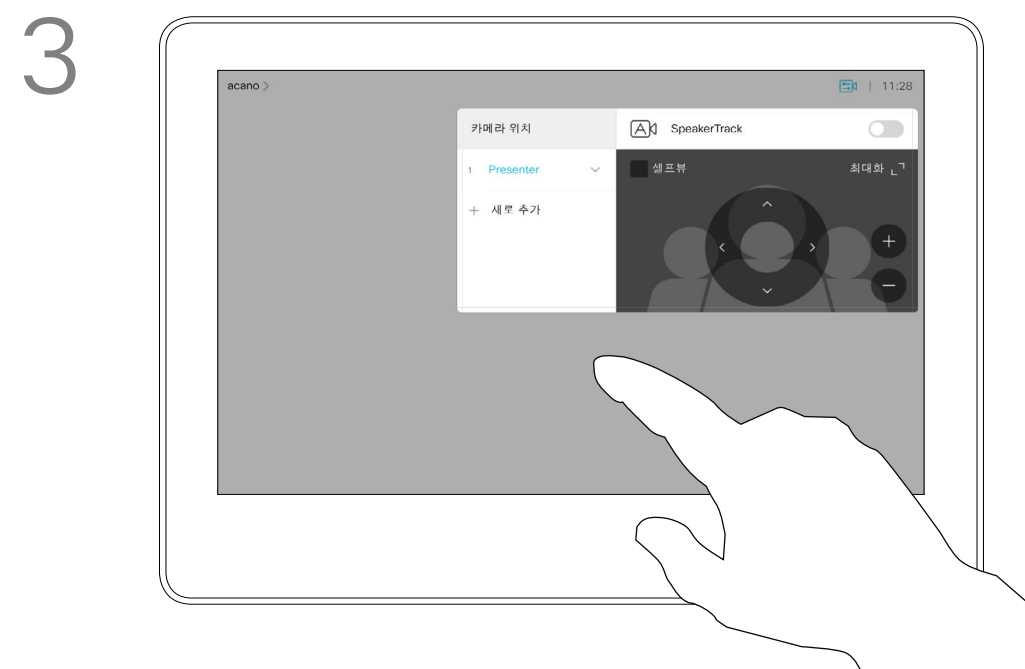 3
acano >
11:28
카메라 위치
SpeakerTrack
1 Presenter
셀프뷰
최대화
+ 새로 추가